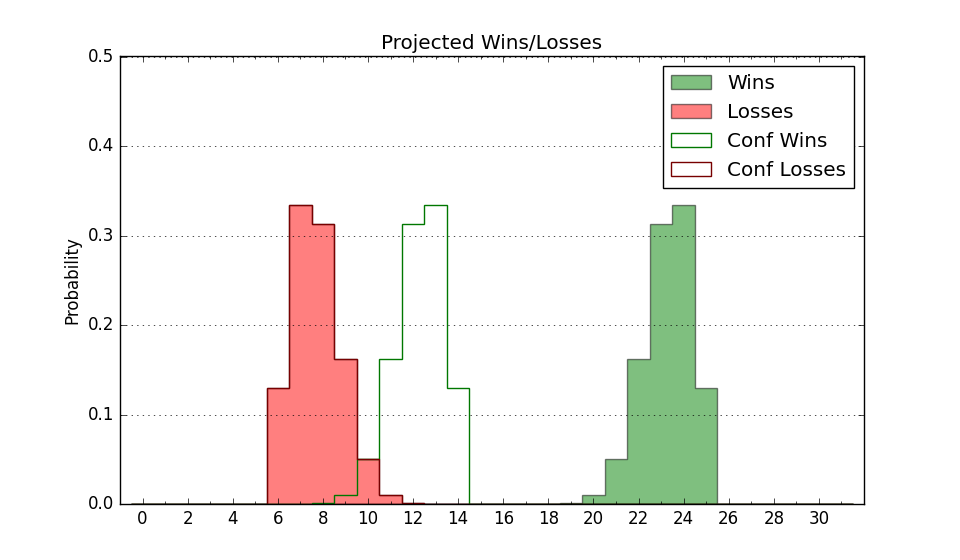 Projected Wins/Losses
0.5
0.4
0.3
0.2
0.1
0.0
Probability
Wins
Losses
Conf Wins
Conf Losses
0 2 4 6 8 10 12 14 16 18 20 22 24 26 28 30